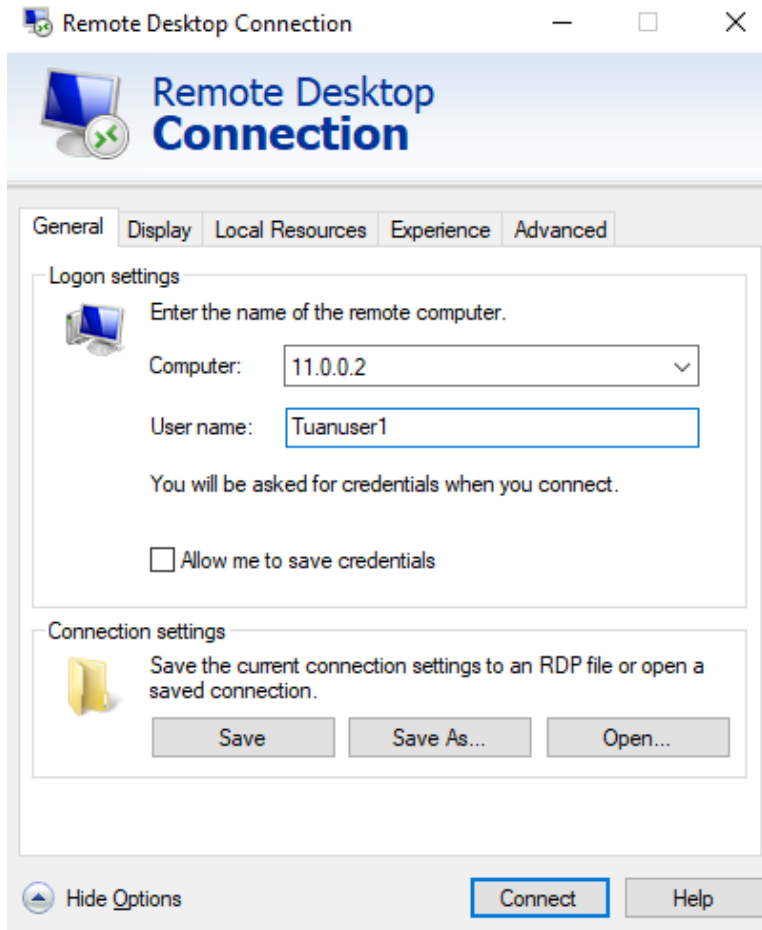 Remote Desktop Connection
Remote Desktop
Connection
General Display Local Resources Experience Advanced
Logon settings
Enter the name of the remote computer.
Computer: 11.0.0.2
User name: Tuanuser1
You will be asked for credentials when you connect.
Allow me to save credentials
Connection settings
Save the current connection settings to an RDP file or open a
saved connection.
Save Save As... Open...
Hide Options Connect Help